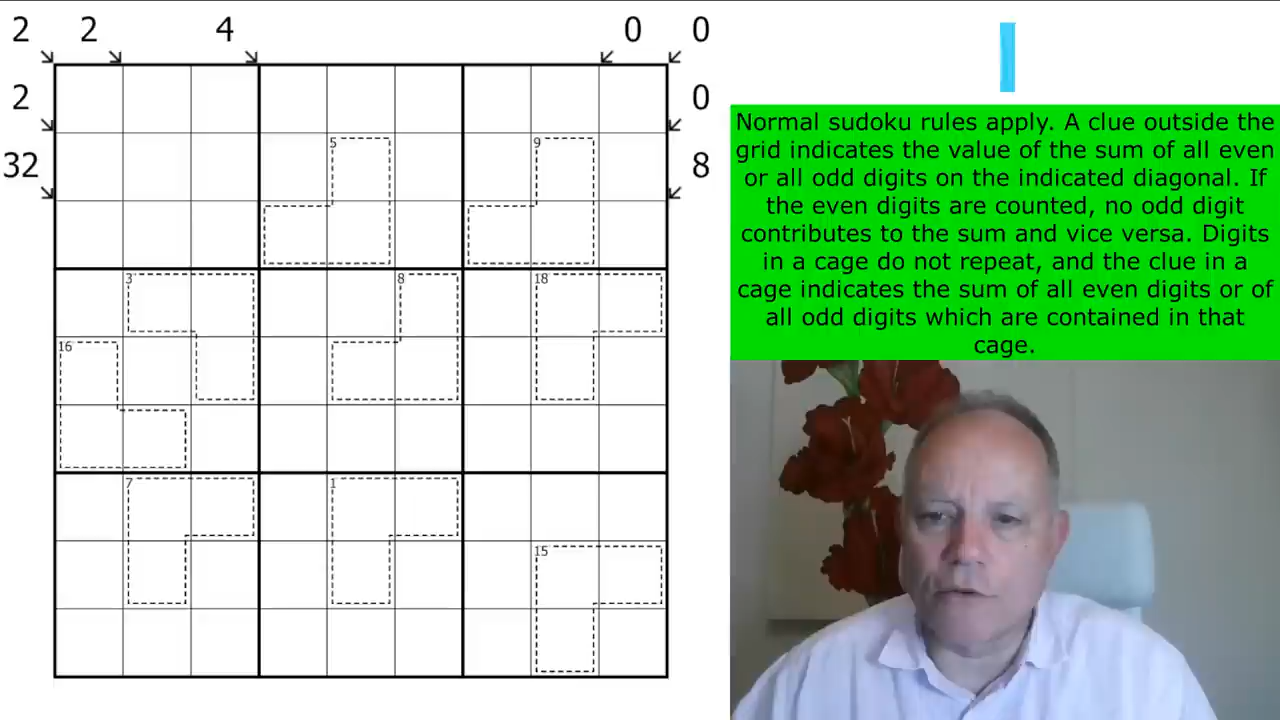 2 2 4 0 0
2 0
32 8
5 9
3 8 18
16
7 1
15
Normal sudoku rules apply. A clue outside the
grid indicates the value of the sum of all even
or all odd digits on the indicated diagonal. If
the even digits are counted, no odd digit
contributes to the sum and vice versa. Digits
in a cage do not repeat, and the clue in a
cage indicates the sum of all even digits or of
all odd digits which are contained in that
cage.